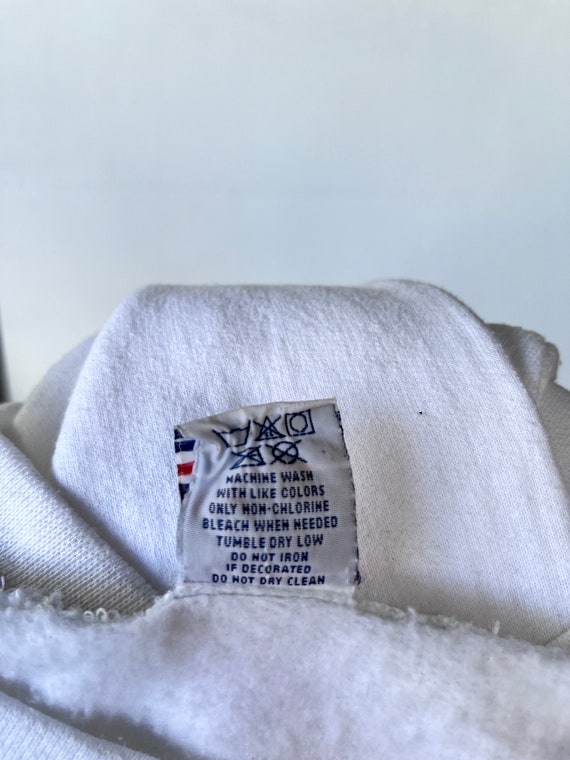 MACHINE WASH
WITH LIKE COLORS
ONLY NON-CHLORINE
BLEACH WHEN NEEDED
TUMBLE DRY LOW
DO NOT IRON
IF DECORATED
DO NOT DRY CLEAN